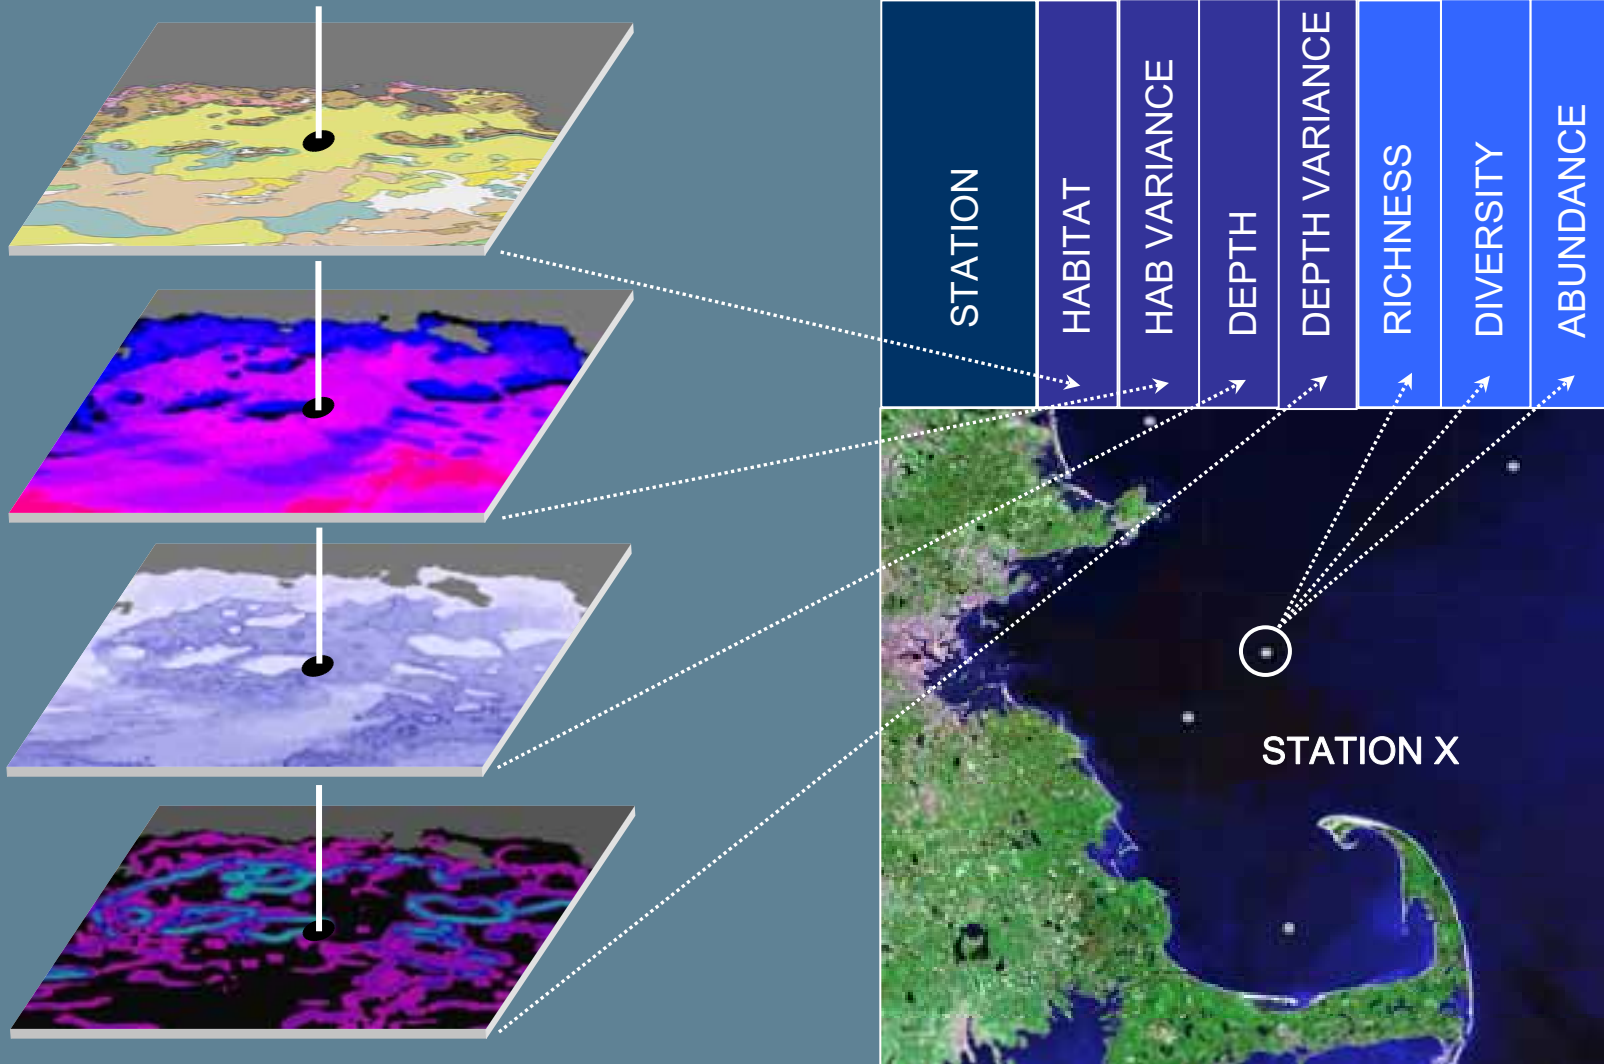 STATION
HABITAT
HAB VARIANCE
DEPTH
DEPTH VARIANCE
RICHNESS
DIVERSITY
ABUNDANCE
STATION X